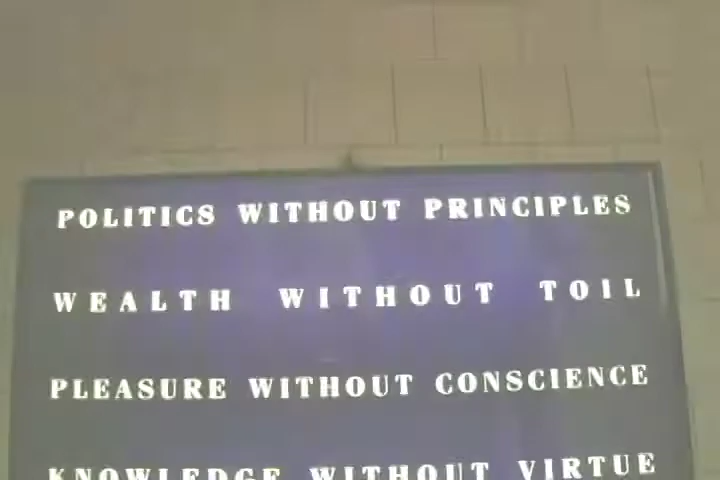 POLITICS WITHOUT PRINCIPLES
WEALTH WITHOUT TOIL
PLEASURE WITHOUT CONSCIENCE
KNOWLEDGE WITHOUT VIRTUE